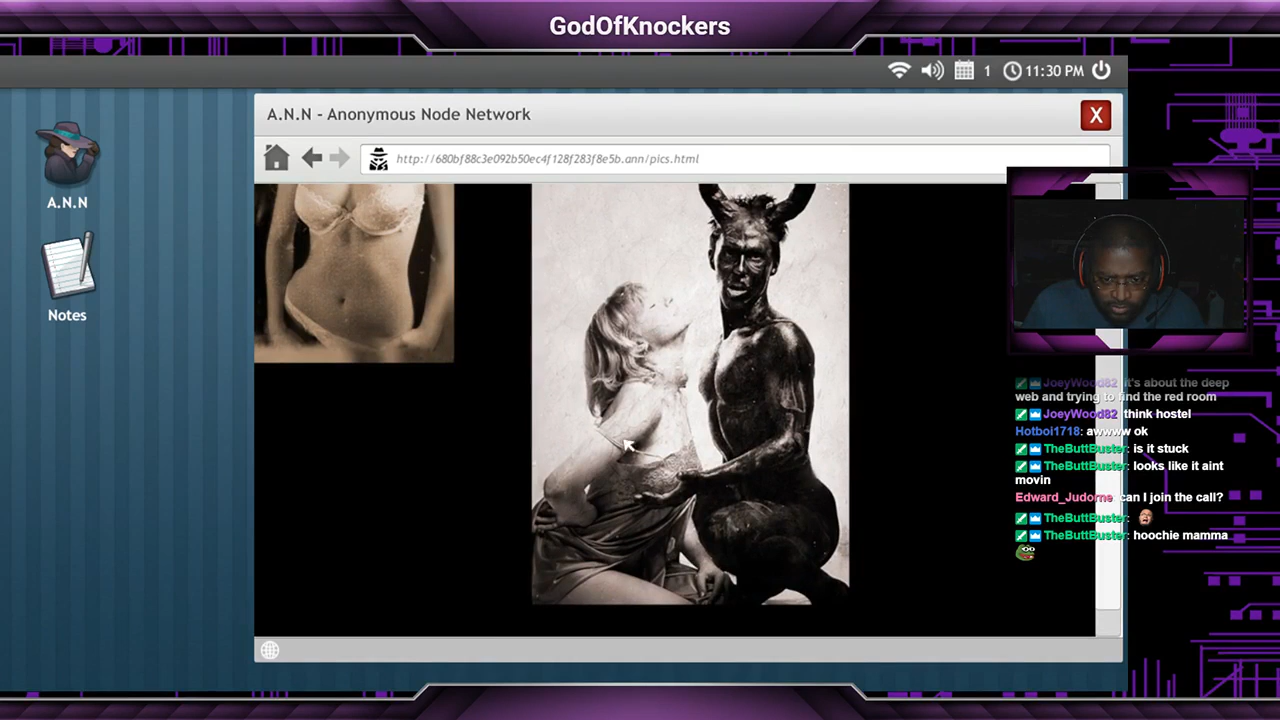 GodOfKnockers
1 11:30 PM
A.N.N - Anonymous Node Network
X
http://680bf88c3e092b50ec4f128f283f8e5b.ann/pics.html
A.N.N
Notes
JoeyWood82 it's about the deep
web and trying to find the red room
JoeyWood82 think hostel
Hotboi1718: awwww ok
TheButtBuster: is it stuck
TheButtBuster: looks like it aint
movin
Edward_Judorne can I join the call?
TheButtBuster:
TheButtBuster: hoochie mamma